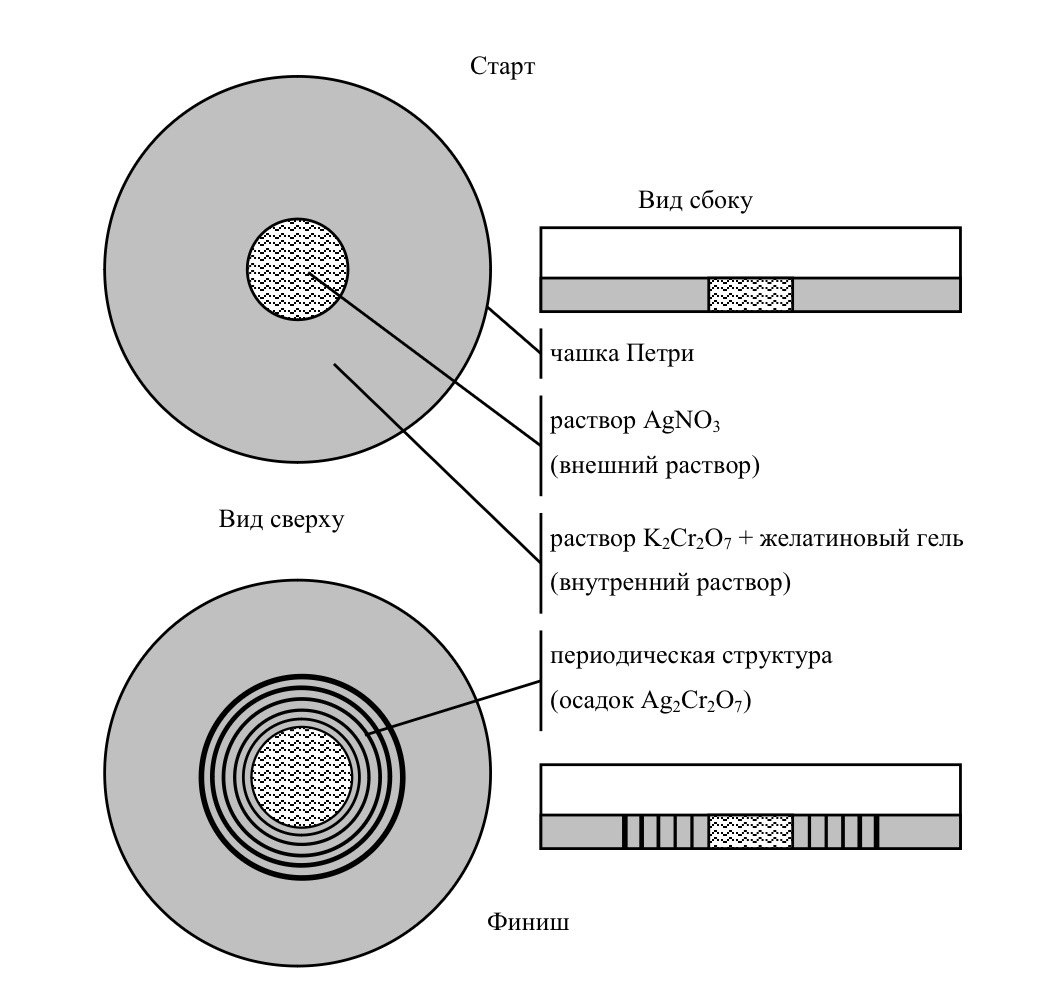 Старт
Вид сбоку
чашка Петри
раствор AgNO₃
(внешний раствор)
Вид сверху
раствор K₂Cr₂O₇ + желатиновый гель
(внутренний раствор)
периодическая структура
(осадок Ag₂Cr₂O₇)
Финиш